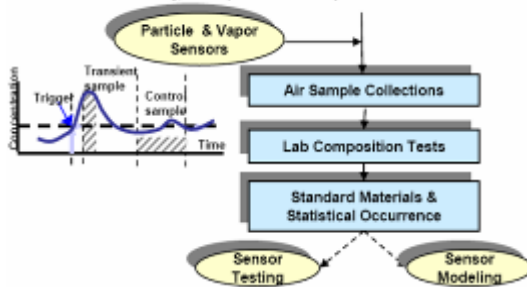 Particle & Vapor
Sensors
Transient
sample
Trigger
Control
sample
Concentration
Time
Air Sample Collections
Lab Composition Tests
Standard Materials &
Statistical Occurrence
Sensor
Testing
Sensor
Modeling